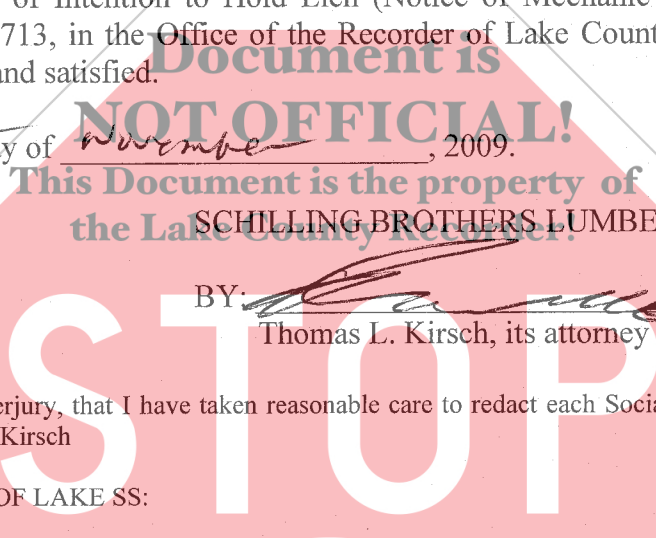 of Intention to Hold Lien (Notice of Mechanic
713, in the Office of the Recorder of Lake Count
Document is
and satisfied.
NOT OFFICIAL!
y of November, 2009.
This Document is the property of
SCHILLING BROTHERS LUMBE
the Lake County Recorder!
BY:
Thomas L. Kirsch, its attorney
STOP
erjury, that I have taken reasonable care to redact each Socia
Kirsch
OF LAKE SS: